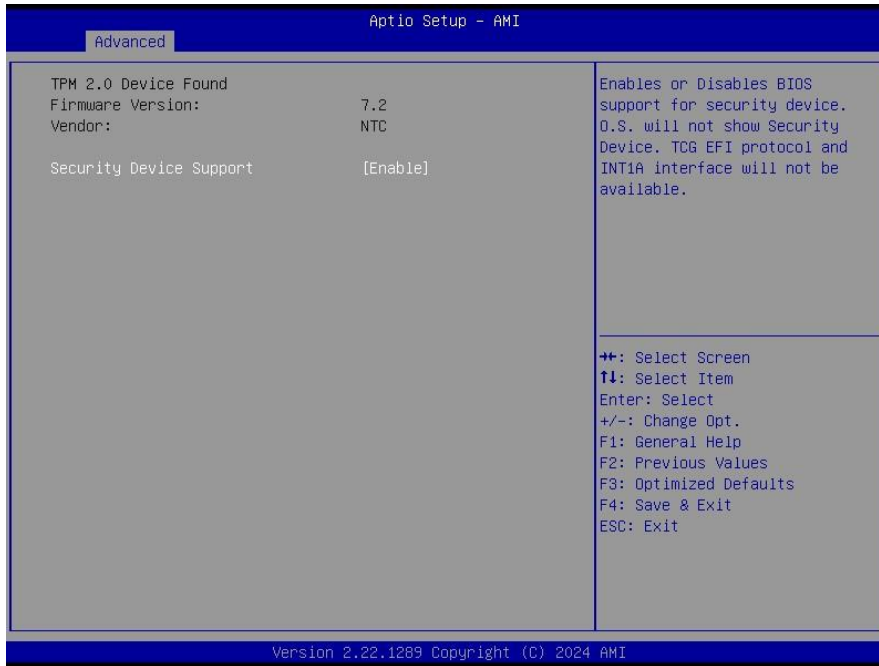 Aptio Setup - AMI
Advanced
TPM 2.0 Device Found
Firmware Version: 7.2
Vendor: NTC
Security Device Support [Enable]
Enables or Disables BIOS
support for security device.
O.S. will not show Security
Device. TCG EFI protocol and
INT1A interface will not be
available.
→←: Select Screen
↑↓: Select Item
Enter: Select
+/-: Change Opt.
F1: General Help
F2: Previous Values
F3: Optimized Defaults
F4: Save & Exit
ESC: Exit
Version 2.22.1289 Copyright (C) 2024 AMI